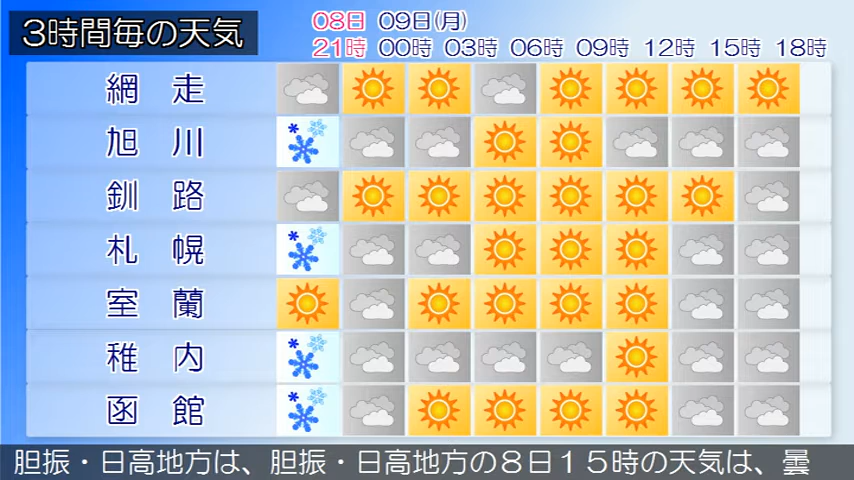 3時間毎の天気
08日 09日(月)
21時 00時 03時 06時 09時 12時 15時 18時
網走
旭川
釧路
札幌
室蘭
稚内
函館
胆振・日高地方は、胆振・日高地方の８日１５時の天気は、曇